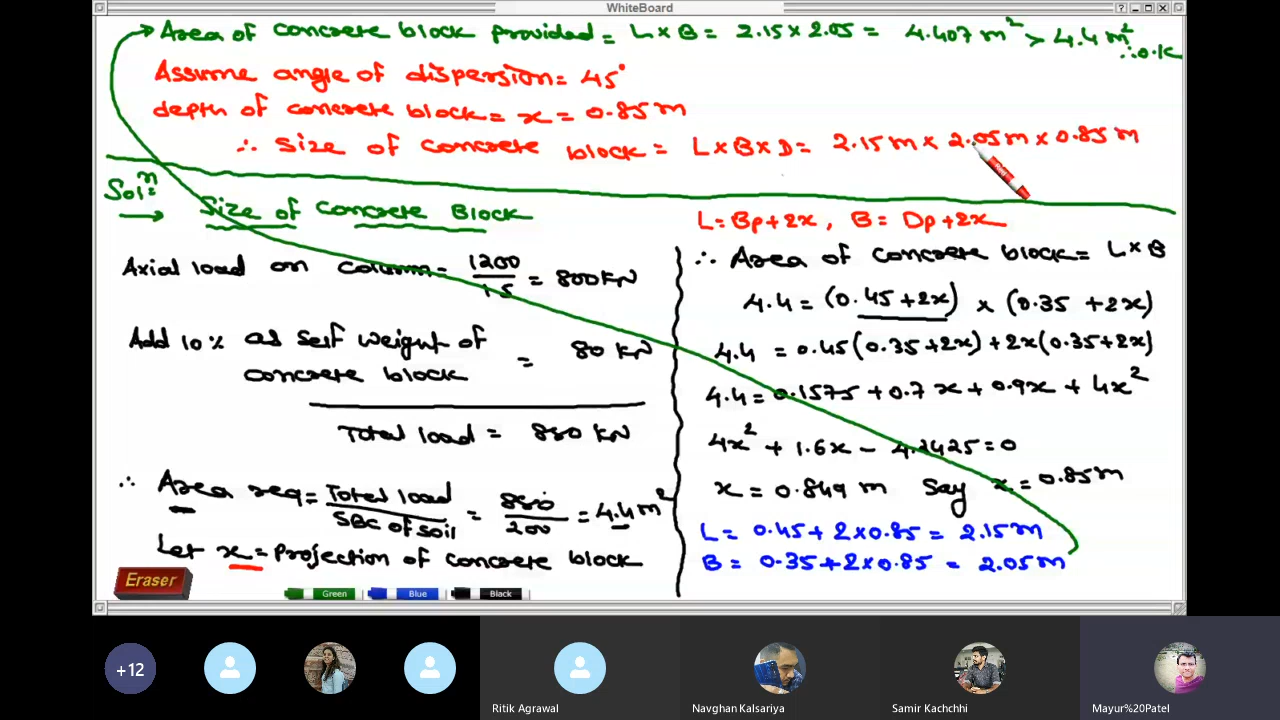 WhiteBoard
Area of concrete block provided = L×B = 2.15×2.05 = 4.407 m² > 4.4 m²
∴ O.K
Assume angle of dispersion = 45°
depth of concrete block = x = 0.85 m
∴ Size of concrete block = L×B×D = 2.15 m × 2.05 m × 0.85 m
Solⁿ:
Size of Concrete Block
Axial load on column = 1200/1.5 = 800 KN
Add 10% as self weight of concrete block = 80 KN
Total load = 880 KN
∴ Area req = Total load/SBC of soil = 880/200 = 4.4 m²
Let x = projection of concrete block
L = Bp+2x , B = Dp+2x
∴ Area of concrete block = L×B
4.4 = (0.45+2x) × (0.35+2x)
4.4 = 0.45(0.35+2x)+2x(0.35+2x)
4.4 = 0.1575+0.7x+0.9x+4x²
4x² + 1.6x − 4.2425 = 0
x = 0.849 m Say x = 0.85 m
L = 0.45+2×0.85 = 2.15 m
B = 0.35+2×0.85 = 2.05 m
Eraser
Green Blue Black
+12
Ritik Agrawal
Navghan Kalsariya
Samir Kachchhi
Mayur%20Patel